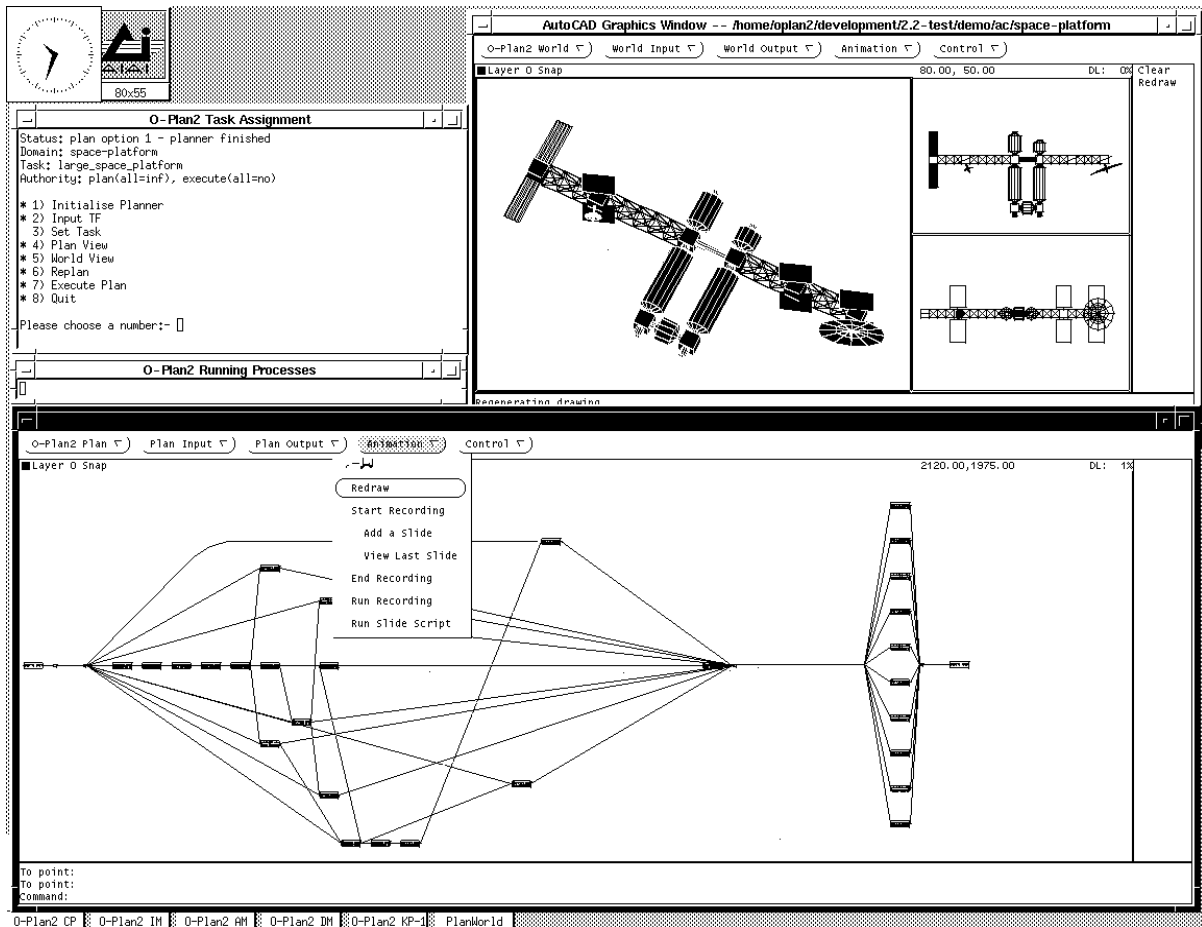 AIAI
80x55
O-Plan2 Task Assignment
Status: plan option 1 - planner finished
Domain: space-platform
Task: large_space_platform
Authority: plan(all=inf), execute(all=no)
* 1) Initialise Planner
* 2) Input TF
3) Set Task
* 4) Plan View
* 5) World View
* 6) Replan
* 7) Execute Plan
* 8) Quit
Please choose a number:-
O-Plan2 Running Processes
AutoCAD Graphics Window -- /home/oplan2/development/2.2-test/demo/ac/space-platform
O-Plan2 World World Input World Output Animation Control
Layer 0 Snap 80.00, 50.00 DL: 0% Clear
Redraw
Regenerating drawing
O-Plan2 Plan Plan Input Plan Output Animation Control
Layer 0 Snap 2120.00,1975.00 DL: 1%
Redraw
Start Recording
Add a Slide
View Last Slide
End Recording
Run Recording
Run Slide Script
To point:
To point:
Command:
O-Plan2 CP O-Plan2 IM O-Plan2 AM O-Plan2 DM O-Plan2 KP-1 PlanWorld